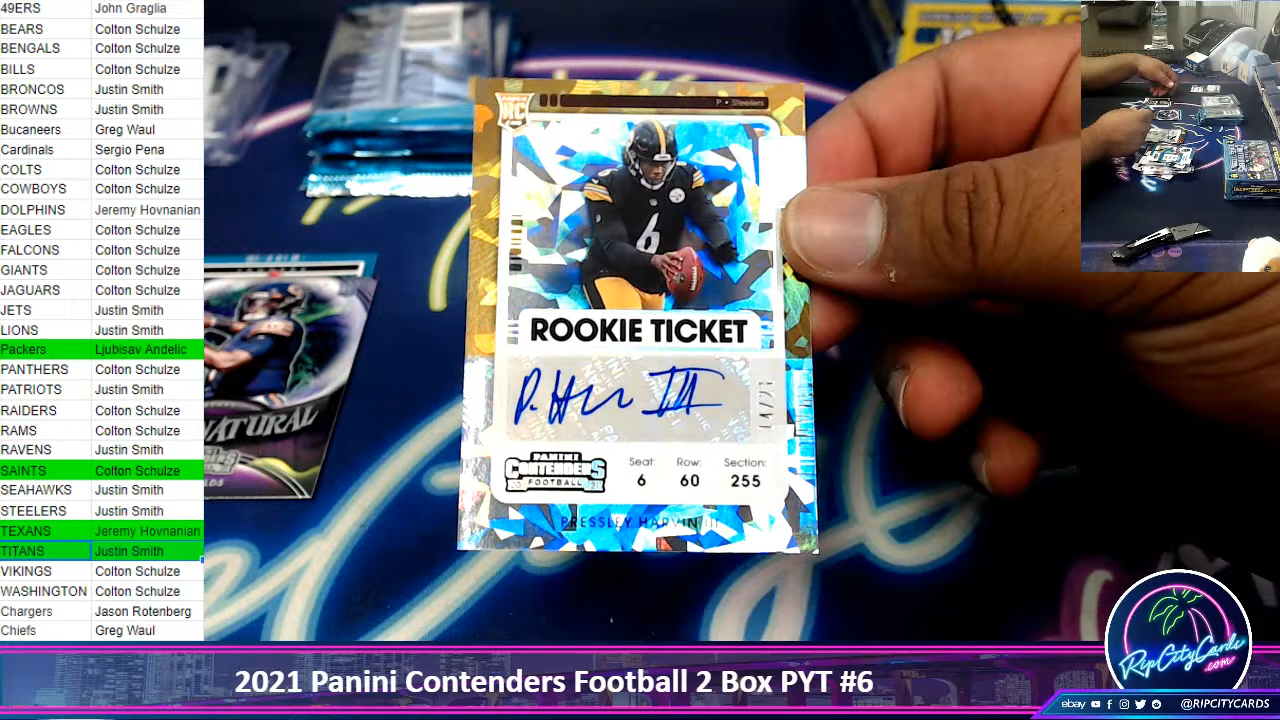 49ERS John Graglia
BEARS Colton Schulze
BENGALS Colton Schulze
BILLS Colton Schulze
BRONCOS Justin Smith
BROWNS Justin Smith
Bucaneers Greg Waul
Cardinals Sergio Pena
COLTS Colton Schulze
COWBOYS Colton Schulze
DOLPHINS Jeremy Hovnanian
EAGLES Colton Schulze
FALCONS Colton Schulze
GIANTS Colton Schulze
JAGUARS Colton Schulze
JETS Justin Smith
LIONS Justin Smith
Packers Ljubisav Andelic
PANTHERS Colton Schulze
PATRIOTS Justin Smith
RAIDERS Colton Schulze
RAMS Colton Schulze
RAVENS Justin Smith
SAINTS Colton Schulze
SEAHAWKS Justin Smith
STEELERS Justin Smith
TEXANS Jeremy Hovnanian
TITANS Justin Smith
VIKINGS Colton Schulze
WASHINGTON Colton Schulze
Chargers Jason Rotenberg
Chiefs Greg Waul
RC
P • Steelers
6
ROOKIE TICKET
P. H III
PANINI
CONTENDERS
FOOTBALL
Seat: Row: Section:
6 60 255
PRESSLEY HARVIN III
NATURAL
RipCityCards
.com
2021 Panini Contenders Football 2 Box PYT #6
ebay @RIPCITYCARDS